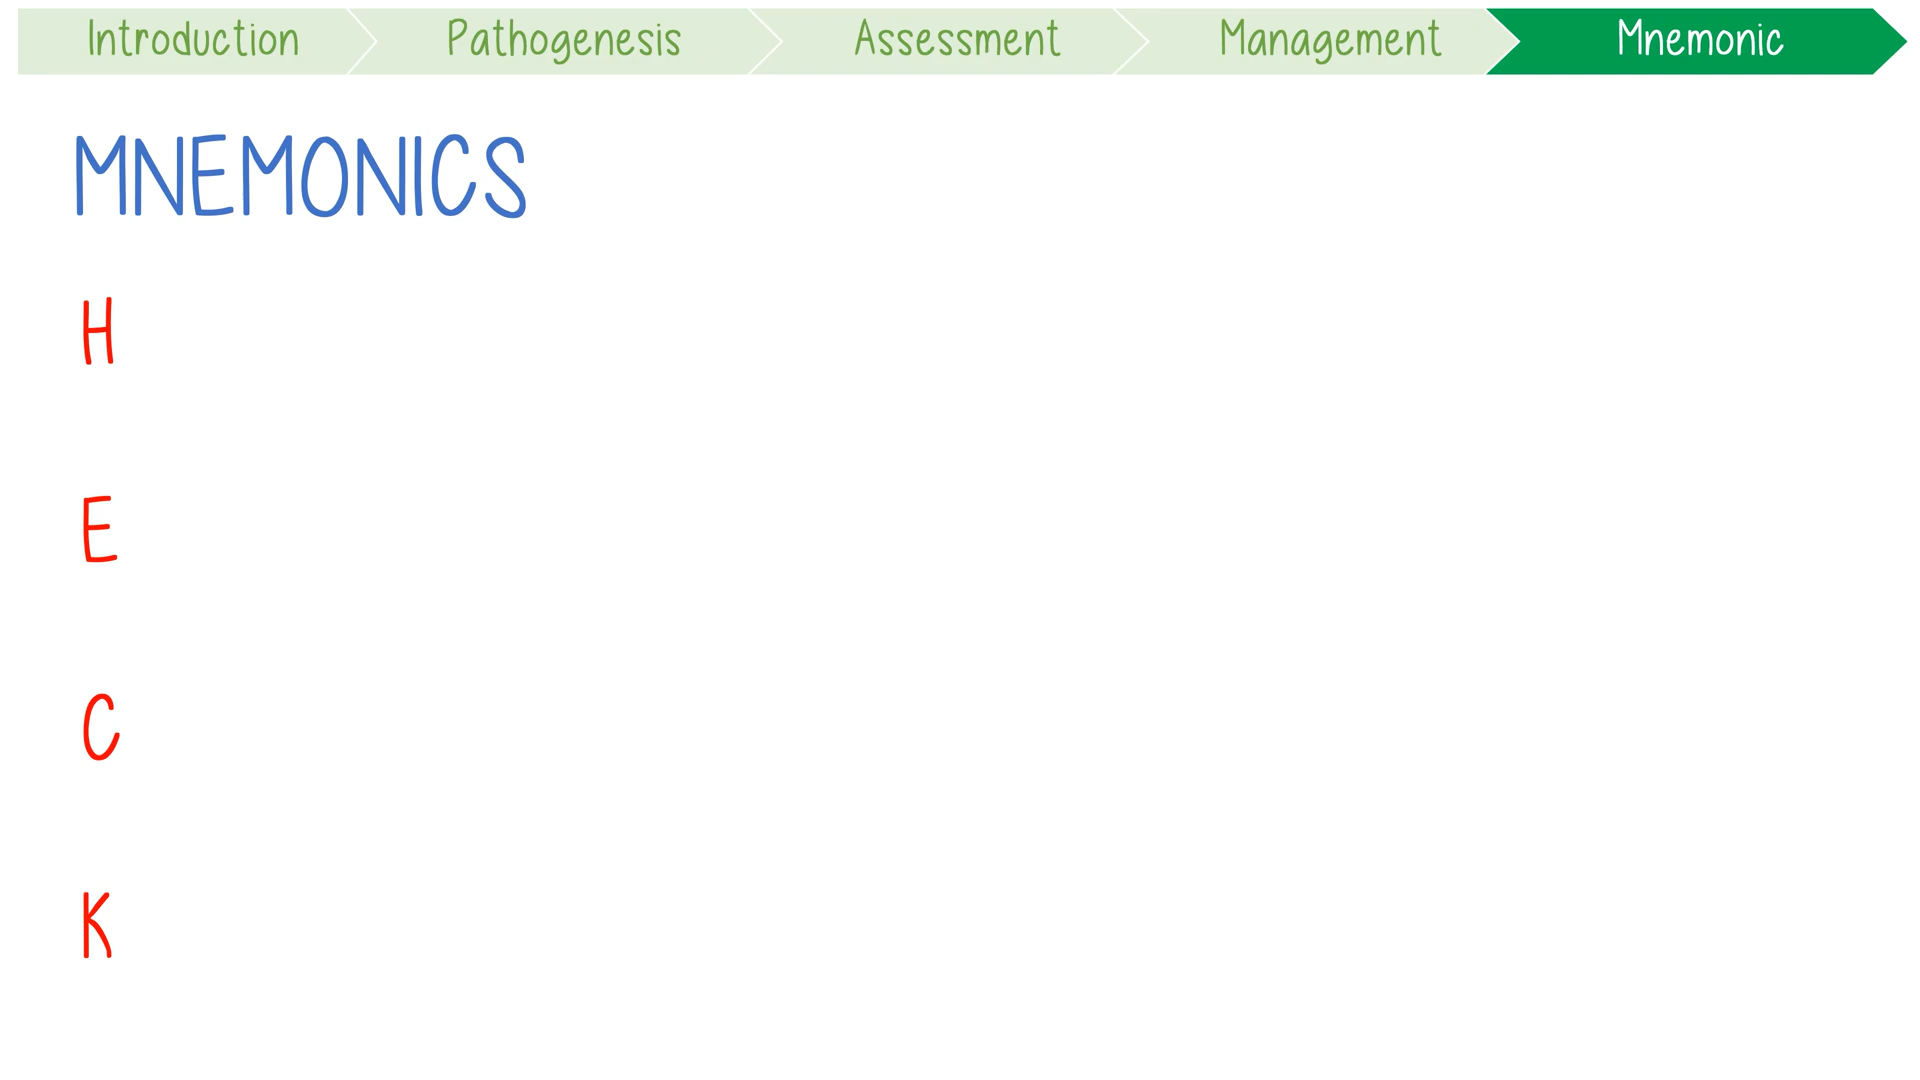 Introduction Pathogenesis Assessment Management Mnemonic
MNEMONICS
H
E
C
K